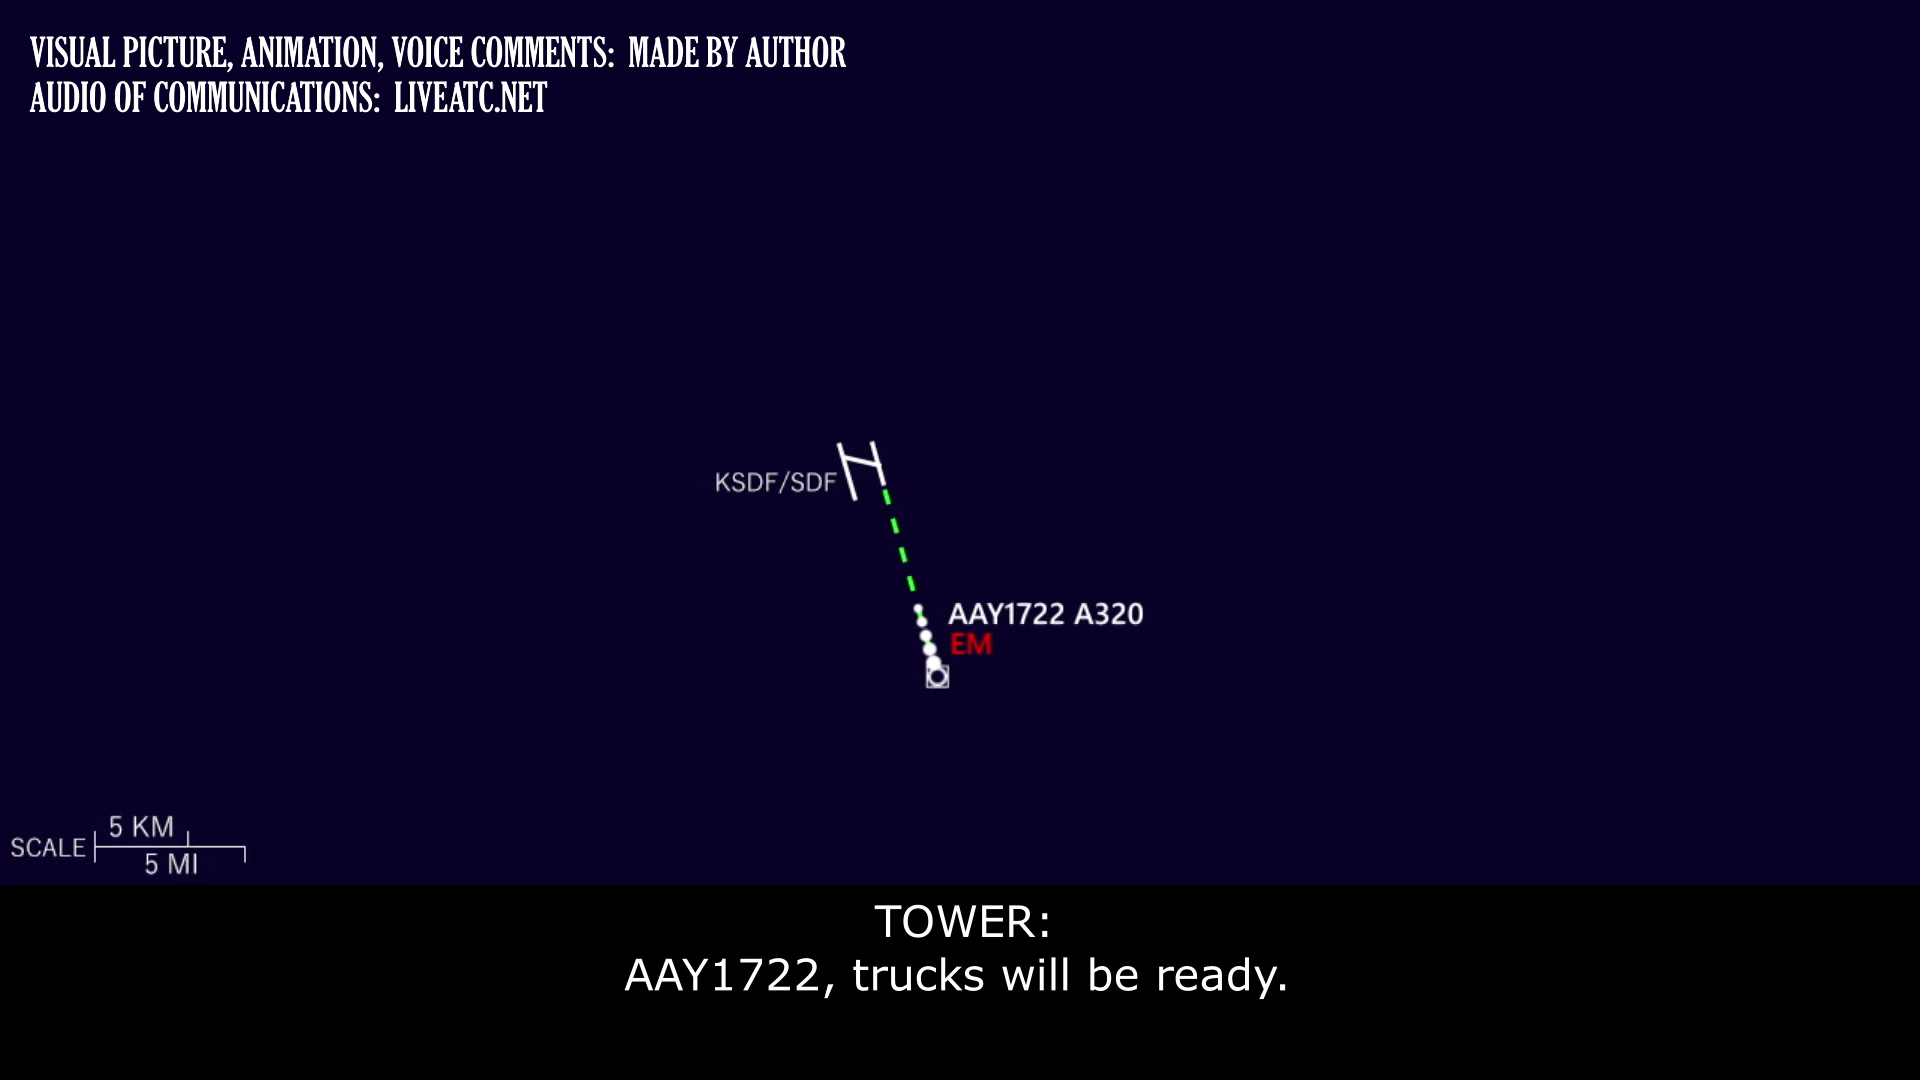 VISUAL PICTURE, ANIMATION, VOICE COMMENTS: MADE BY AUTHOR
AUDIO OF COMMUNICATIONS: LIVEATC.NET
KSDF/SDF
AAY1722 A320
EM
5 KM
SCALE
5 MI
TOWER:
AAY1722, trucks will be ready.